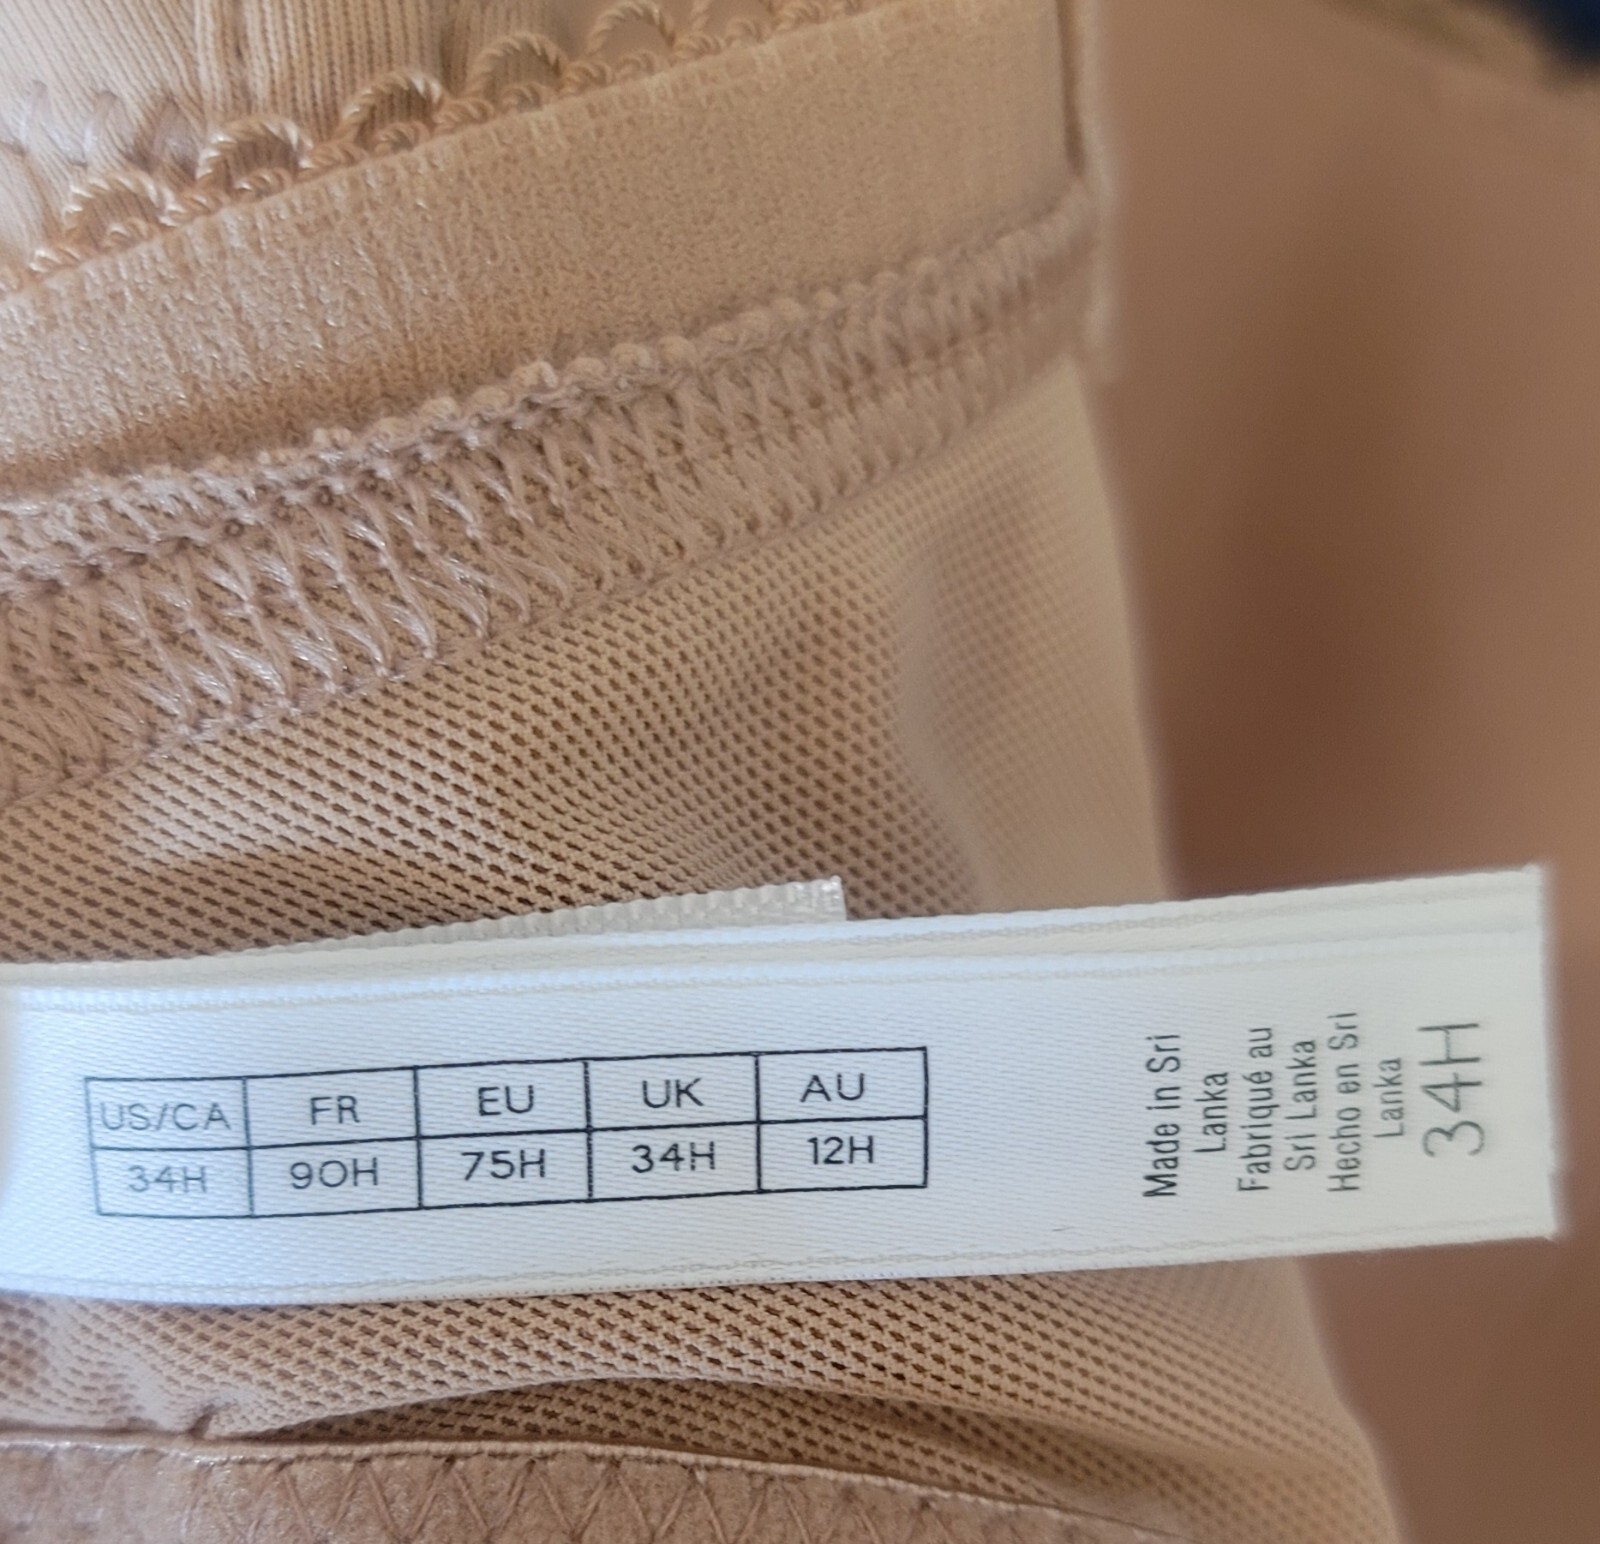 US/CA FR EU UK AU
34H 90H 75H 34H 12H
Made in Sri
Lanka
Fabriqué au
Sri Lanka
Hecho en Sri
Lanka
34H